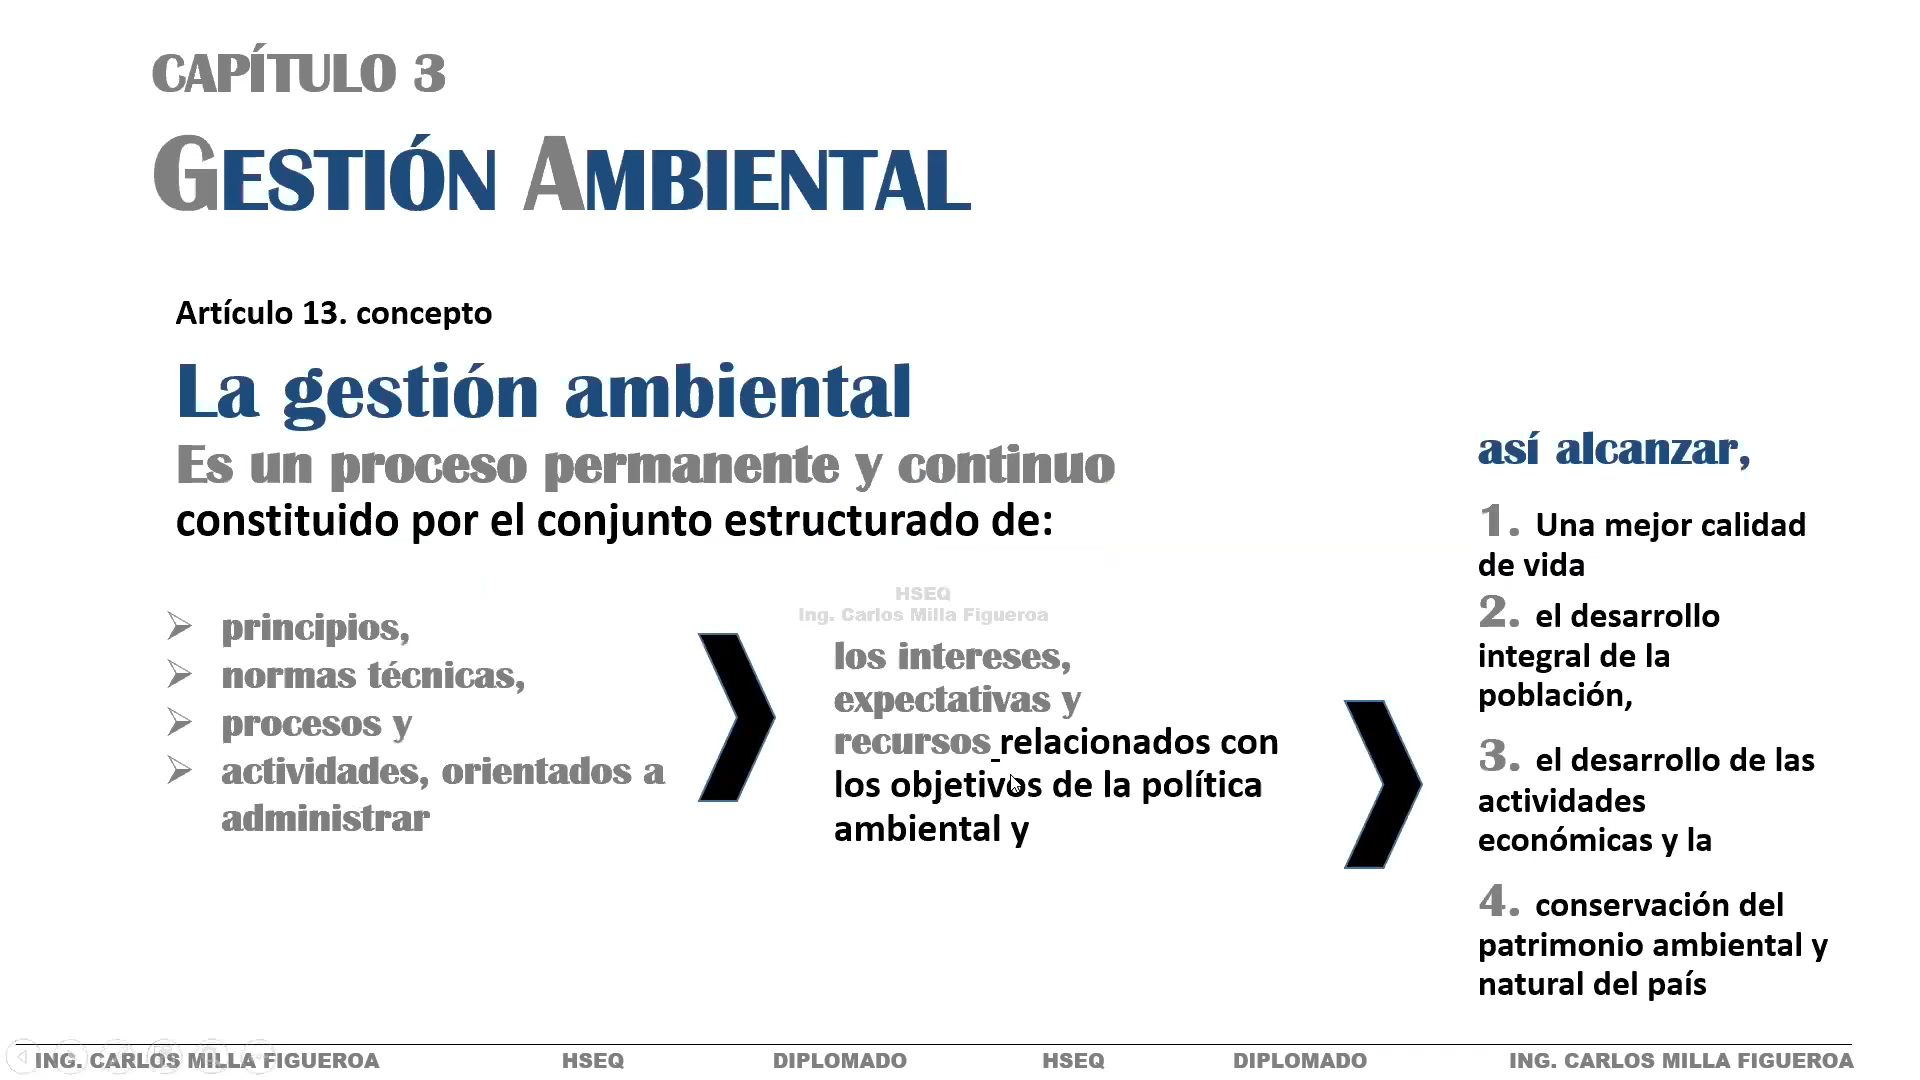 CAPÍTULO 3
GESTIÓN AMBIENTAL
Artículo 13. concepto
La gestión ambiental
Es un proceso permanente y continuo
constituido por el conjunto estructurado de:
principios,
normas técnicas,
procesos y
actividades, orientados a
administrar
HSEQ
Ing. Carlos Milla Figueroa
los intereses,
expectativas y
recursos relacionados con
los objetivos de la política
ambiental y
así alcanzar,
1. Una mejor calidad
de vida
2. el desarrollo
integral de la
población,
3. el desarrollo de las
actividades
económicas y la
4. conservación del
patrimonio ambiental y
natural del país
ING. CARLOS MILLA FIGUEROA HSEQ DIPLOMADO HSEQ DIPLOMADO ING. CARLOS MILLA FIGUEROA